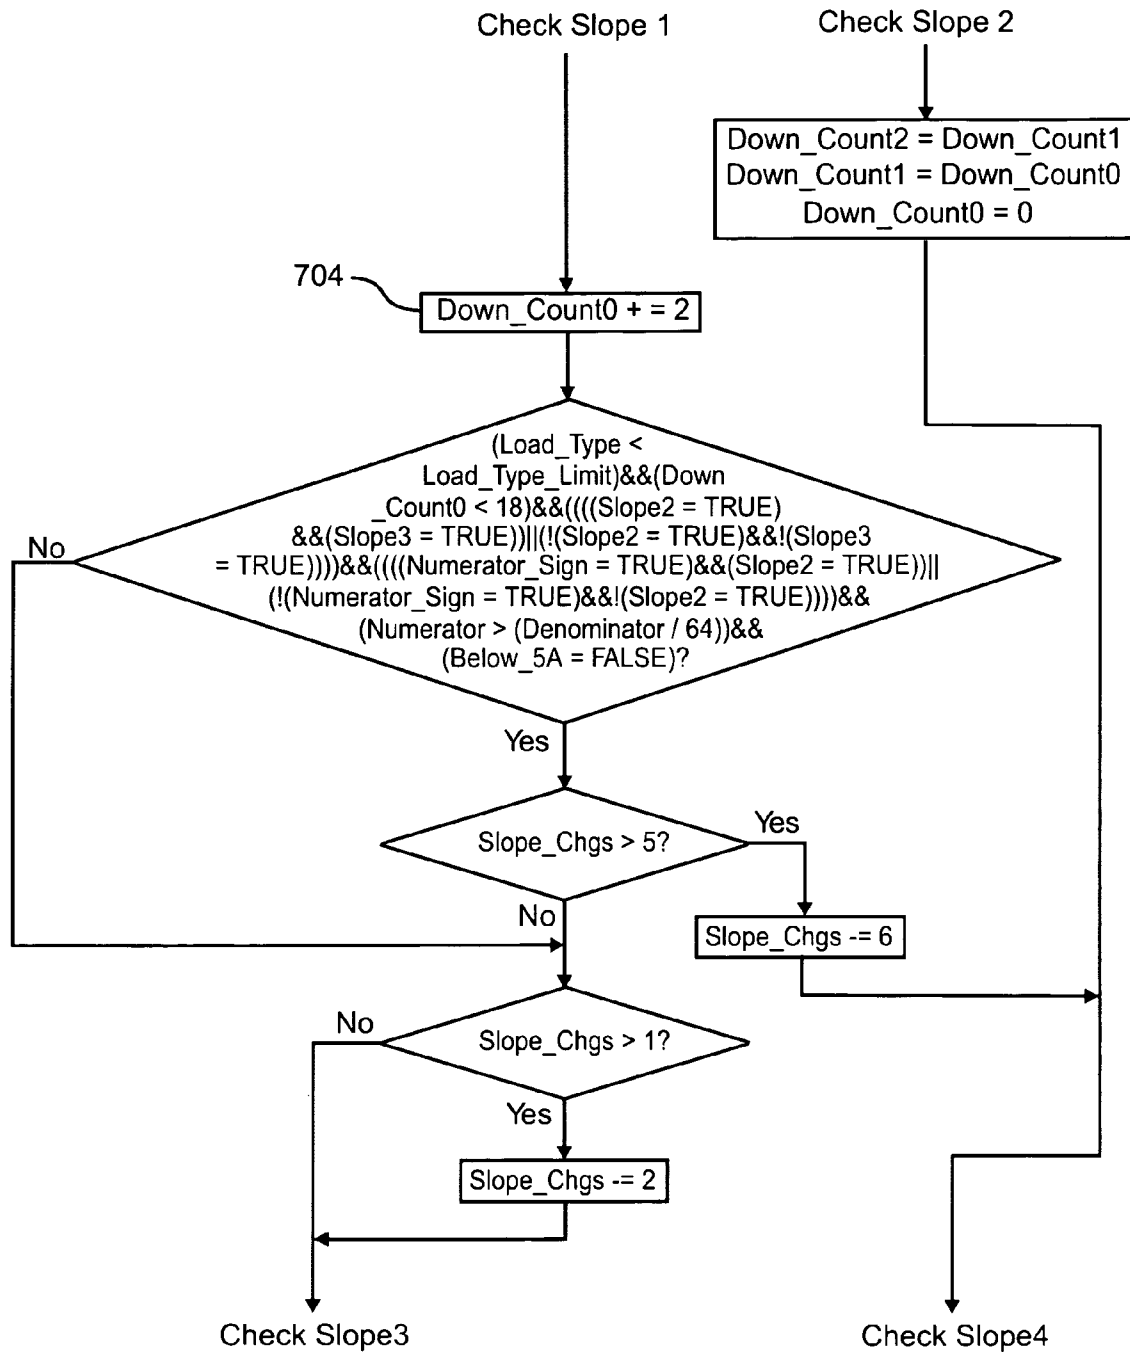 Check Slope 1
Check Slope 2
Down_Count2 = Down_Count1
Down_Count1 = Down_Count0
Down_Count0 = 0
704
Down_Count0 + = 2
(Load_Type <
Load_Type_Limit)&&(Down
_Count0 < 18)&&((((Slope2 = TRUE)
&&(Slope3 = TRUE))||(!(Slope2 = TRUE)&&!(Slope3
= TRUE))))&&((((Numerator_Sign = TRUE)&&(Slope2 = TRUE))||
(!(Numerator_Sign = TRUE)&&!(Slope2 = TRUE))))&&
(Numerator > (Denominator / 64))&&
(Below_5A = FALSE)?
No
Yes
Slope_Chgs > 5?
Yes
No
Slope_Chgs -= 6
Slope_Chgs > 1?
No
Yes
Slope_Chgs -= 2
Check Slope3
Check Slope4